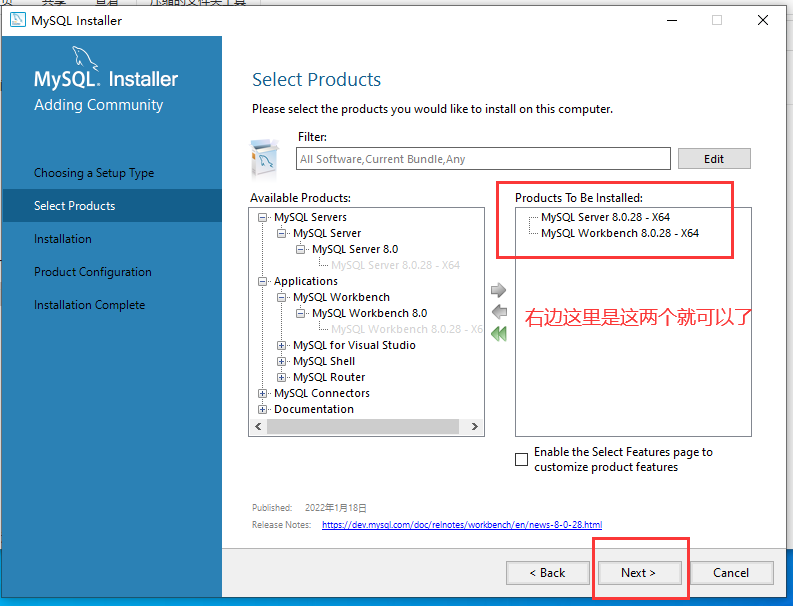 MySQL Installer
MySQL. Installer
Adding Community
Choosing a Setup Type
Select Products
Installation
Product Configuration
Installation Complete
Select Products
Please select the products you would like to install on this computer.
Filter:
All Software,Current Bundle,Any
Edit
Available Products:
MySQL Servers
MySQL Server
MySQL Server 8.0
MySQL Server 8.0.28 - X64
Applications
MySQL Workbench
MySQL Workbench 8.0
MySQL Workbench 8.0.28 - X6
MySQL for Visual Studio
MySQL Shell
MySQL Router
MySQL Connectors
Documentation
Products To Be Installed:
MySQL Server 8.0.28 - X64
MySQL Workbench 8.0.28 - X64
右边这里是这两个就可以了
Enable the Select Features page to
customize product features
Published: 2022年1月18日
Release Notes: https://dev.mysql.com/doc/relnotes/workbench/en/news-8-0-28.html
< Back
Next >
Cancel